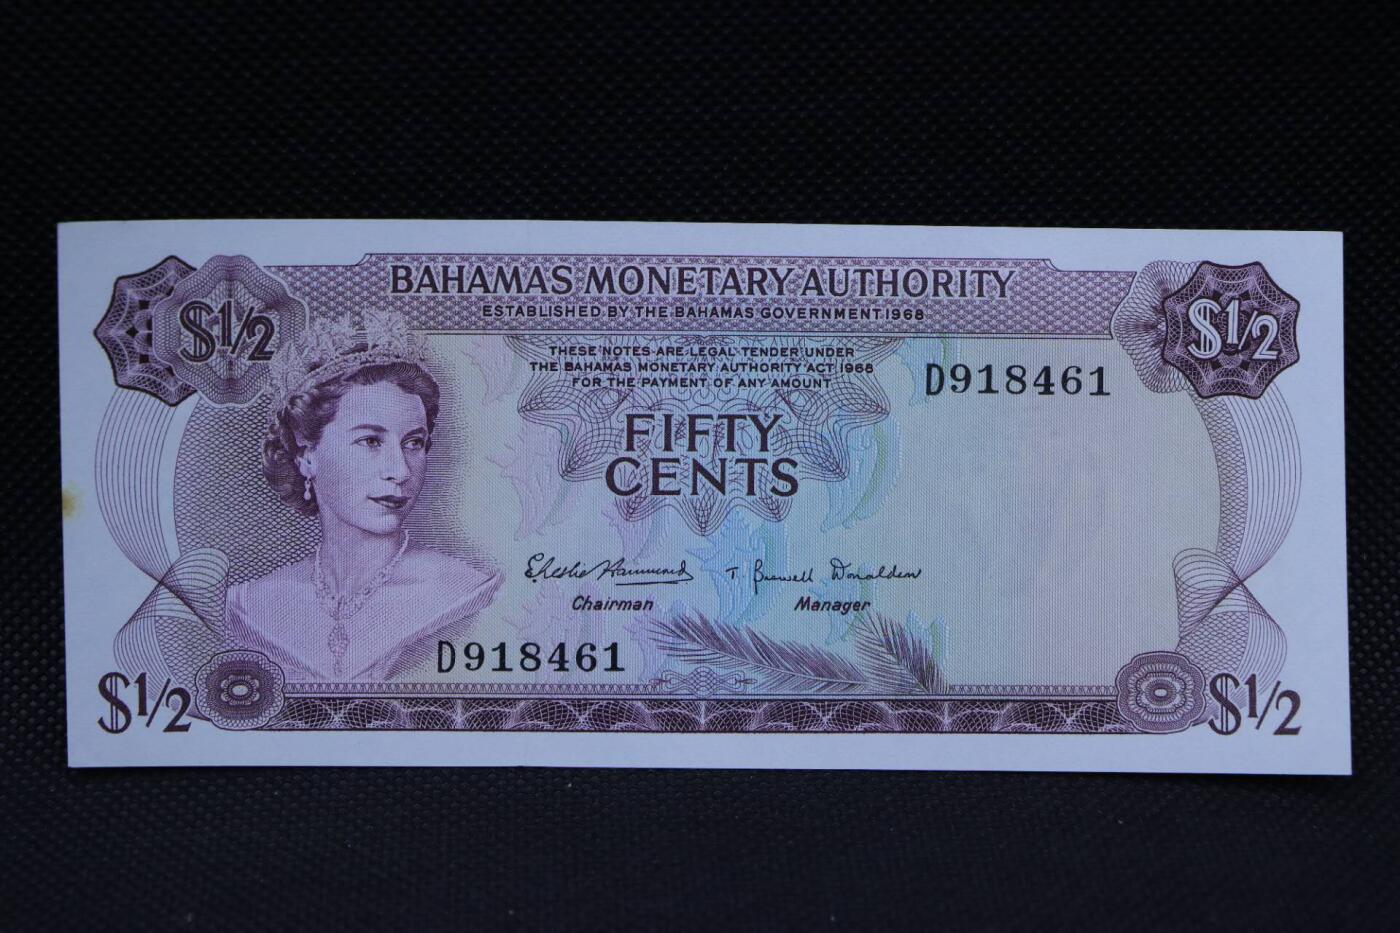 BAHAMAS MONETARY AUTHORITY
ESTABLISHED BY THE BAHAMAS GOVERNMENT 1968
$1/2
$1/2
THESE NOTES ARE LEGAL TENDER UNDER
THE BAHAMAS MONETARY AUTHORITY ACT 1968
FOR THE PAYMENT OF ANY AMOUNT
D918461
FIFTY
CENTS
T. Baswell Donaldson
Chairman Manager
D918461
$1/2
$1/2